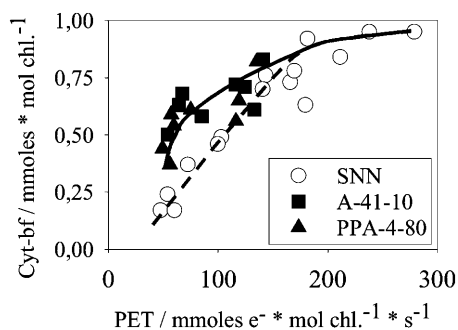 1,00
0,75
0,50
0,25
0,00
Cyt-bf / mmoles * mol chl.-1
SNN
A-41-10
PPA-4-80
0 100 200 300
PET / mmoles e- * mol chl.-1 * s-1